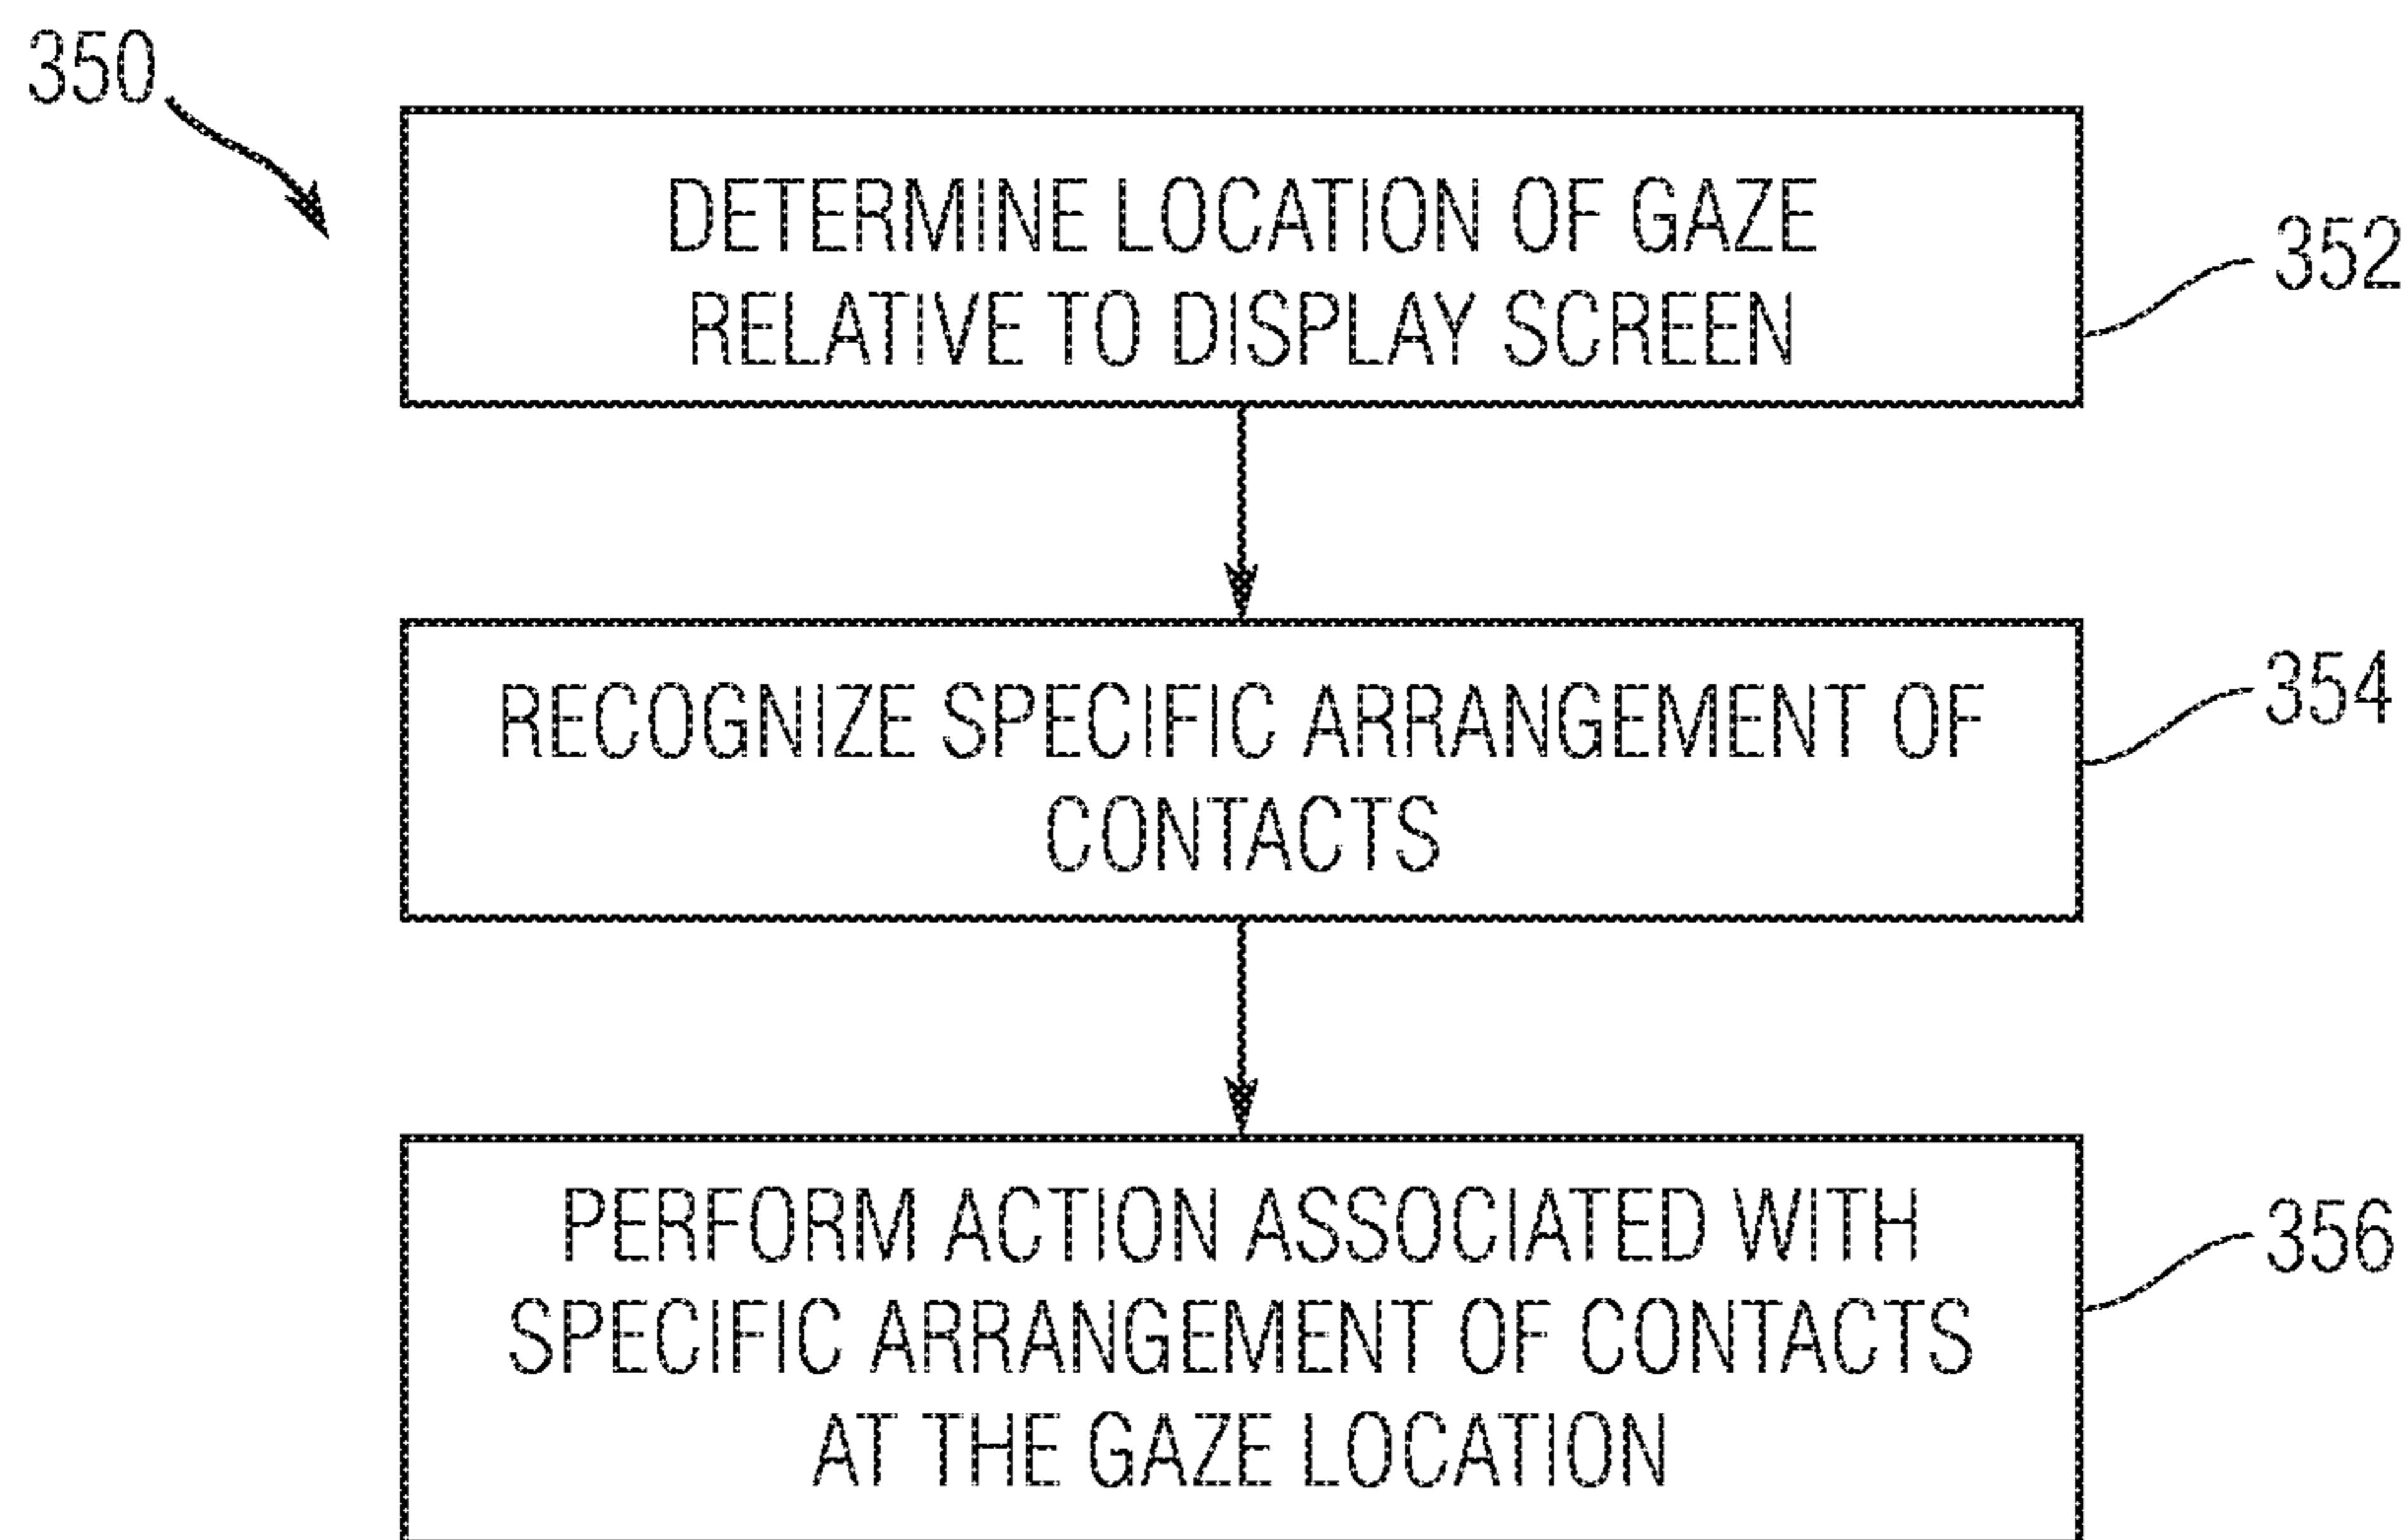 350
DETERMINE LOCATION OF GAZE
RELATIVE TO DISPLAY SCREEN
352
RECOGNIZE SPECIFIC ARRANGEMENT OF
CONTACTS
354
PERFORM ACTION ASSOCIATED WITH
SPECIFIC ARRANGEMENT OF CONTACTS
AT THE GAZE LOCATION
356